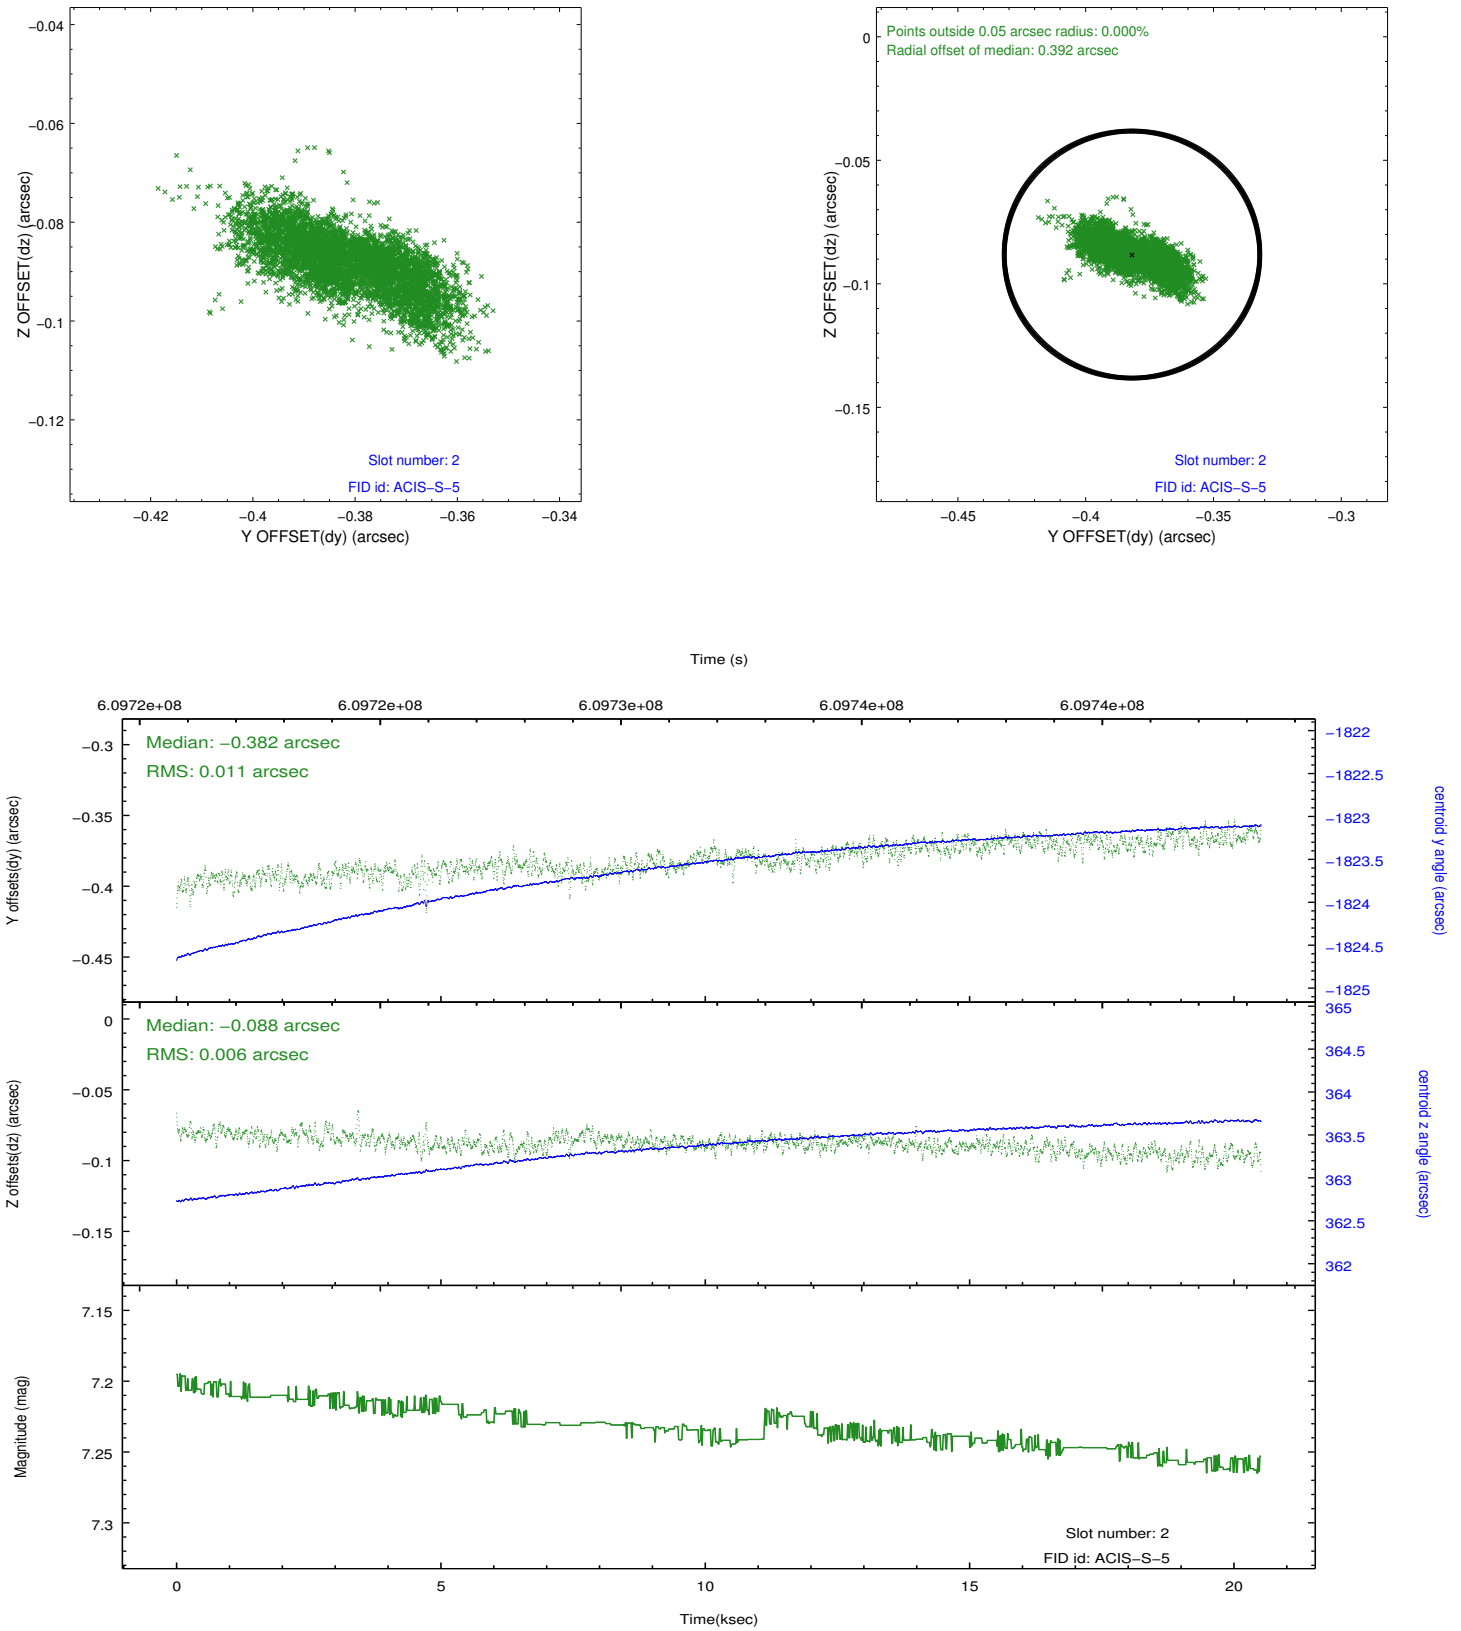 −0.04
−0.06
−0.08
−0.1
−0.12
Z OFFSET(dz) (arcsec)
Slot number: 2
FID id: ACIS−S−5
−0.42
−0.4
−0.38
−0.36
−0.34
Y OFFSET(dy) (arcsec)
Points outside 0.05 arcsec radius: 0.000%
Radial offset of median: 0.392 arcsec
0
−0.05
−0.1
−0.15
Z OFFSET(dz) (arcsec)
Slot number: 2
FID id: ACIS−S−5
−0.45
−0.4
−0.35
−0.3
Y OFFSET(dy) (arcsec)
Time (s)
6.0972e+08
6.0972e+08
6.0973e+08
6.0974e+08
6.0974e+08
Median: −0.382 arcsec
RMS: 0.011 arcsec
−0.3
−0.35
−0.4
−0.45
Y offsets(dy) (arcsec)
−1822
−1822.5
−1823
−1823.5
−1824
−1824.5
−1825
centroid y angle (arcsec)
Median: −0.088 arcsec
RMS: 0.006 arcsec
0
−0.05
−0.1
−0.15
Z offsets(dz) (arcsec)
365
364.5
364
363.5
363
362.5
362
centroid z angle (arcsec)
7.15
7.2
7.25
7.3
Magnitude (mag)
Slot number: 2
FID id: ACIS−S−5
0
5
10
15
20
Time(ksec)